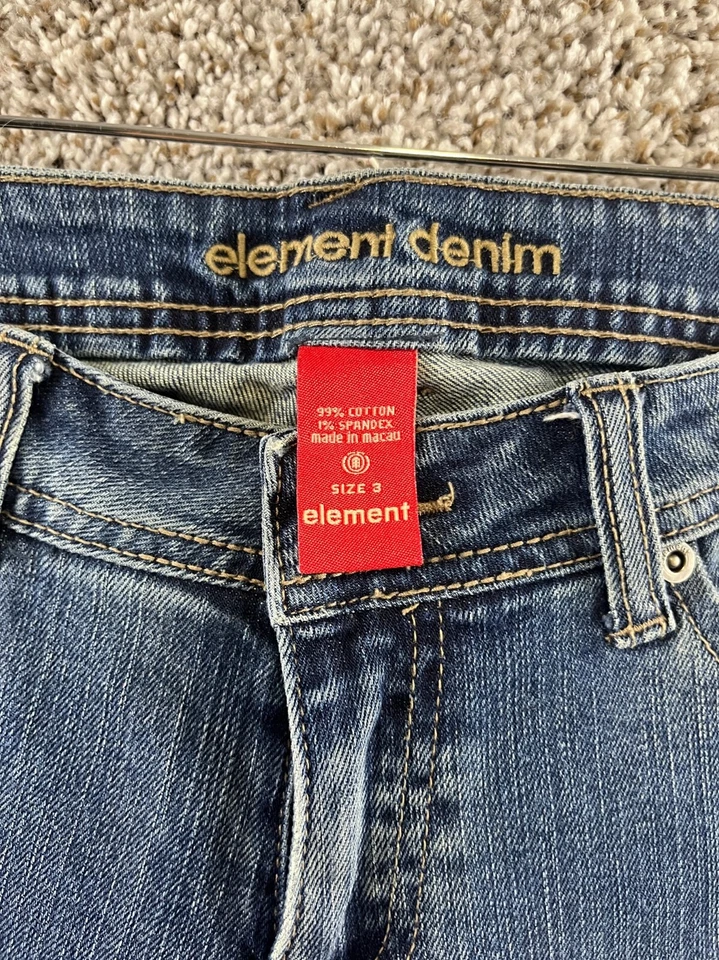 element denim
99% COTTON
1% SPANDEX
made in macau
SIZE 3
element